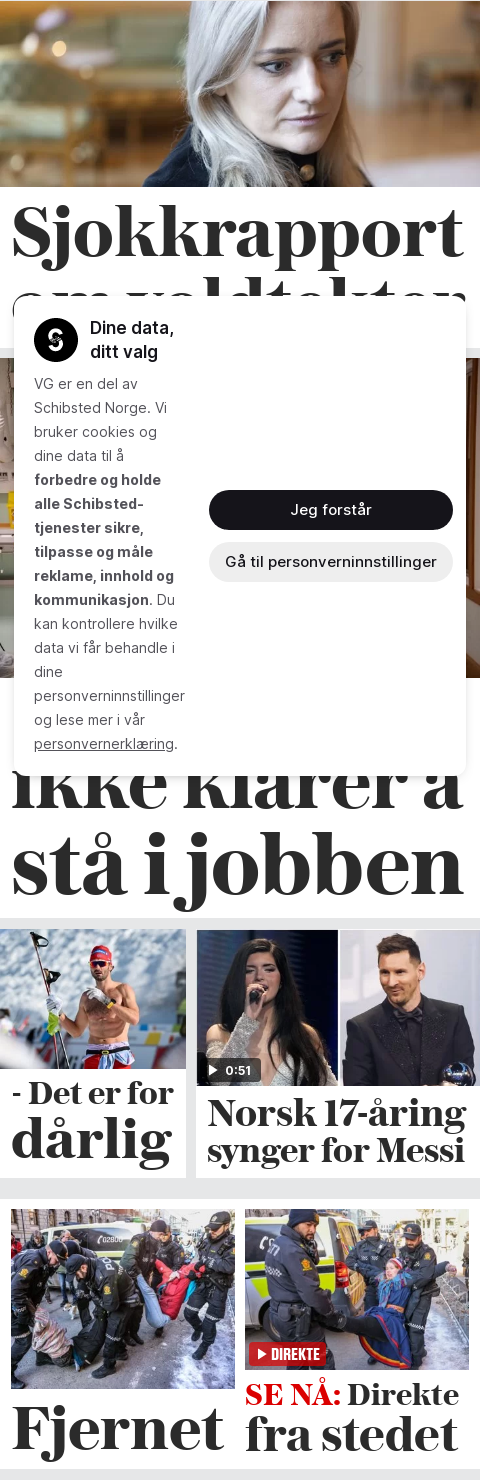 Sjokkrapport
om voldtekter
Dine data,
ditt valg
VG er en del av
Schibsted Norge. Vi
bruker cookies og
dine data til å
forbedre og holde
alle Schibsted-
tjenester sikre,
tilpasse og måle
reklame, innhold og
kommunikasjon. Du
kan kontrollere hvilke
data vi får behandle i
dine
personverninnstillinger
og lese mer i vår
personvernerklæring.
Jeg forstår
Gå til personverninnstillinger
ikke klarer å
stå i jobben
0:51
- Det er for
dårlig
Norsk 17-åring
synger for Messi
02800
DIREKTE
Fjernet
SE NÅ: Direkte
fra stedet